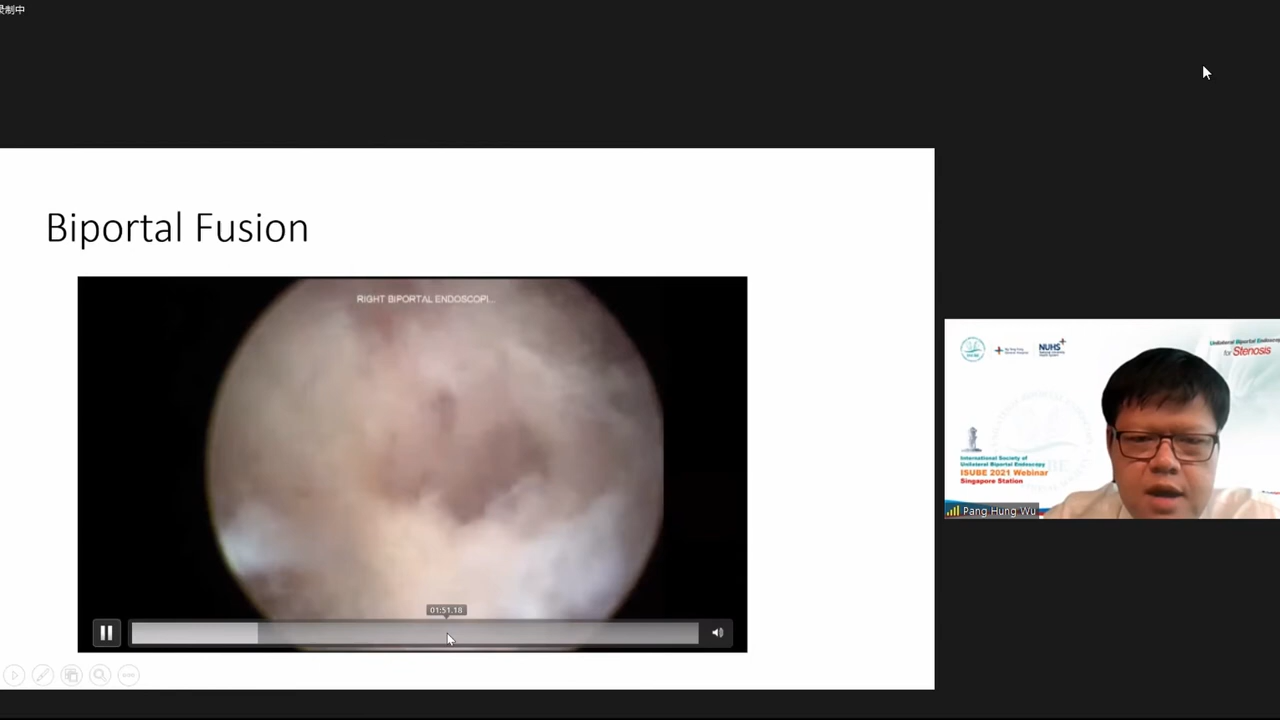 录制中
Biportal Fusion
RIGHT BIPORTAL ENDOSCOPI...
01:51.18
NUHS
Unilateral Biportal Endoscop
for Stenosis
International Society of
Unilateral Biportal Endoscopy
ISUBE 2021 Webinar
Singapore Station
Pang Hung Wu